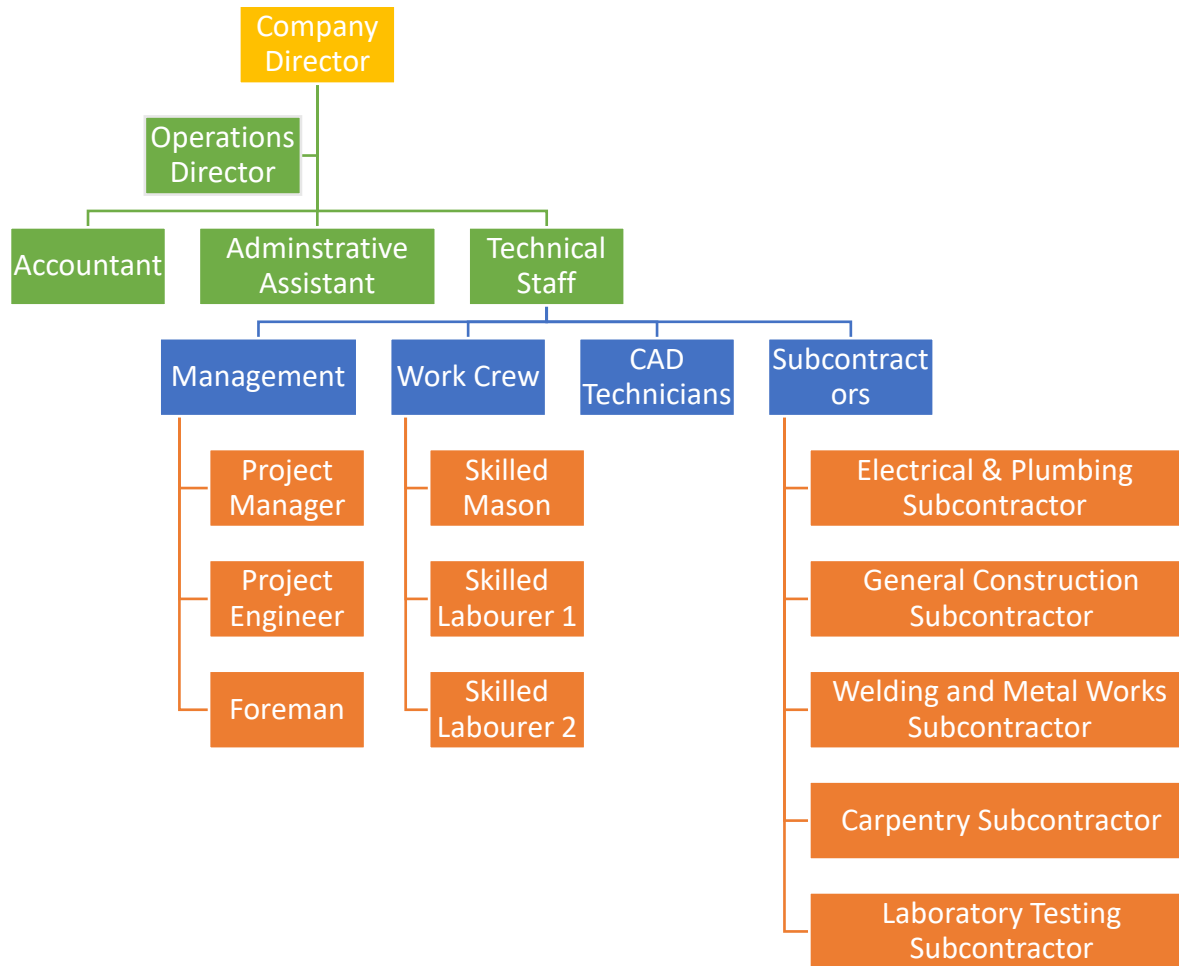 Company
Director
Operations
Director
Accountant
Adminstrative
Assistant
Technical
Staff
Management
Work Crew
CAD
Technicians
Subcontract
ors
Project
Manager
Project
Engineer
Foreman
Skilled
Mason
Skilled
Labourer 1
Skilled
Labourer 2
Electrical & Plumbing
Subcontractor
General Construction
Subcontractor
Welding and Metal Works
Subcontractor
Carpentry Subcontractor
Laboratory Testing
Subcontractor